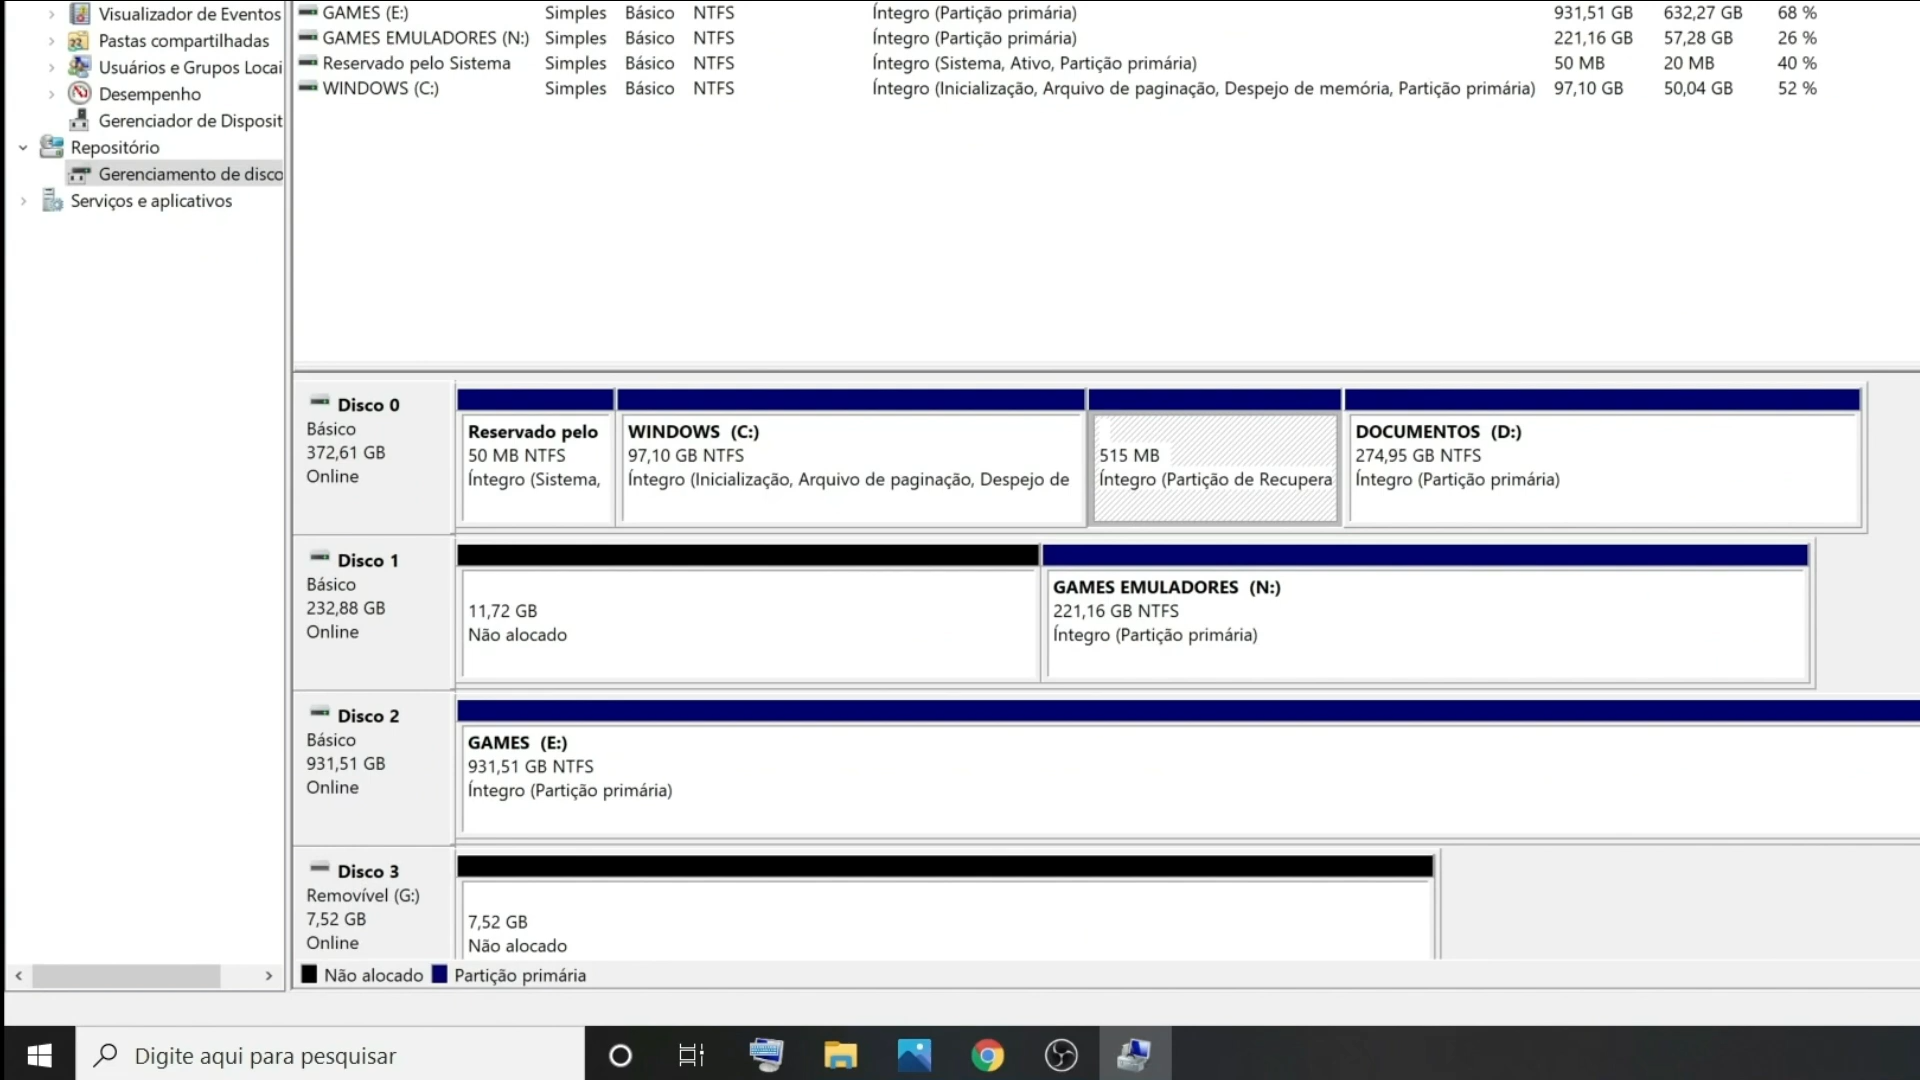 Visualizador de Eventos
Pastas compartilhadas
Usuários e Grupos Locai
Desempenho
Gerenciador de Disposit
Repositório
Gerenciamento de disco
Serviços e aplicativos
GAMES (E:) Simples Básico NTFS Íntegro (Partição primária) 931,51 GB 632,27 GB 68 %
GAMES EMULADORES (N:) Simples Básico NTFS Íntegro (Partição primária) 221,16 GB 57,28 GB 26 %
Reservado pelo Sistema Simples Básico NTFS Íntegro (Sistema, Ativo, Partição primária) 50 MB 20 MB 40 %
WINDOWS (C:) Simples Básico NTFS Íntegro (Inicialização, Arquivo de paginação, Despejo de memória, Partição primária) 97,10 GB 50,04 GB 52 %
Disco 0
Básico
372,61 GB
Online
Reservado pelo
50 MB NTFS
Íntegro (Sistema,
WINDOWS (C:)
97,10 GB NTFS
Íntegro (Inicialização, Arquivo de paginação, Despejo de
515 MB
Íntegro (Partição de Recupera
DOCUMENTOS (D:)
274,95 GB NTFS
Íntegro (Partição primária)
Disco 1
Básico
232,88 GB
Online
11,72 GB
Não alocado
GAMES EMULADORES (N:)
221,16 GB NTFS
Íntegro (Partição primária)
Disco 2
Básico
931,51 GB
Online
GAMES (E:)
931,51 GB NTFS
Íntegro (Partição primária)
Disco 3
Removível (G:)
7,52 GB
Online
7,52 GB
Não alocado
Não alocado Partição primária
Digite aqui para pesquisar